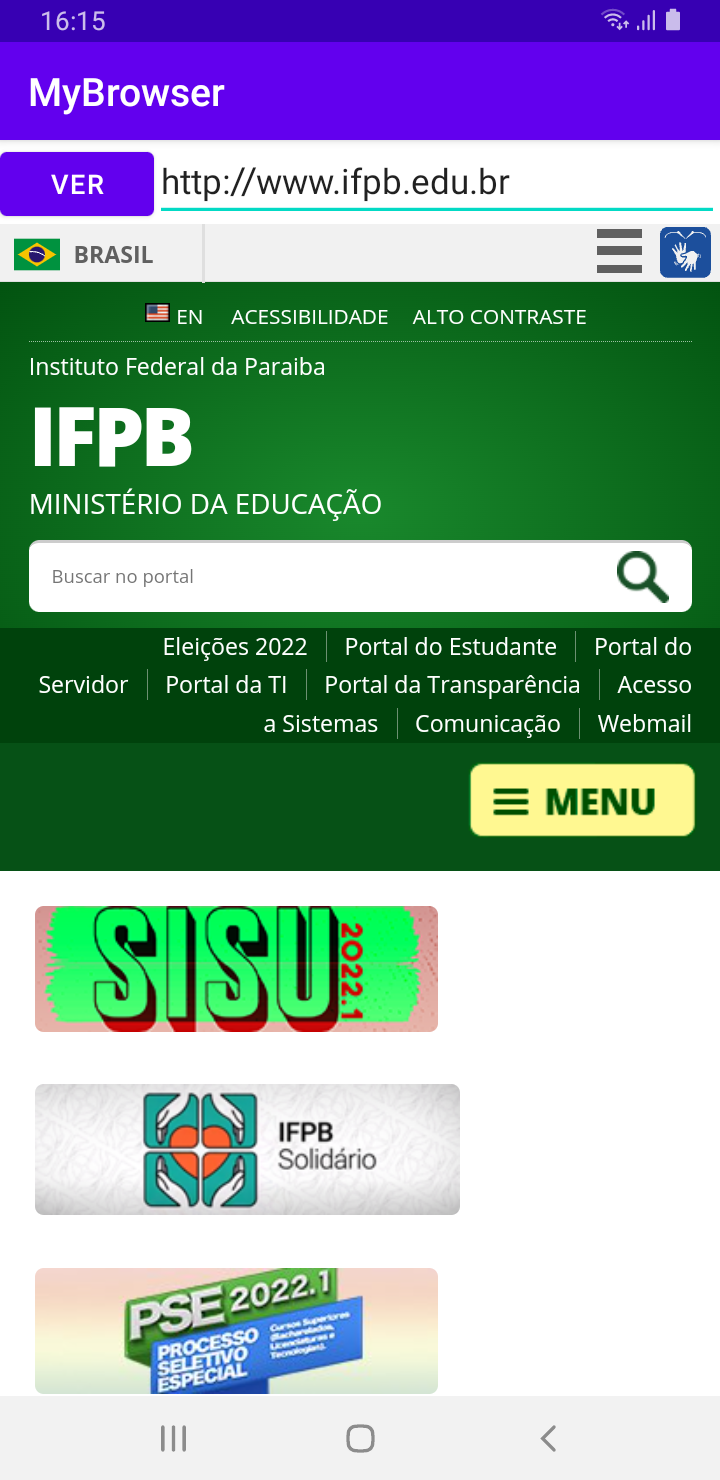 16:15
MyBrowser
VER http://www.ifpb.edu.br
BRASIL
EN ACESSIBILIDADE ALTO CONTRASTE
Instituto Federal da Paraiba
IFPB
MINISTÉRIO DA EDUCAÇÃO
Buscar no portal
Eleições 2022 Portal do Estudante Portal do
Servidor Portal da TI Portal da Transparência Acesso
a Sistemas Comunicação Webmail
MENU
SISU 2022.1
IFPB
Solidário
PSE 2022.1
PROCESSO
SELETIVO
ESPECIAL
Cursos Superiores
(Bacharelados,
Licenciaturas e
Tecnologias).